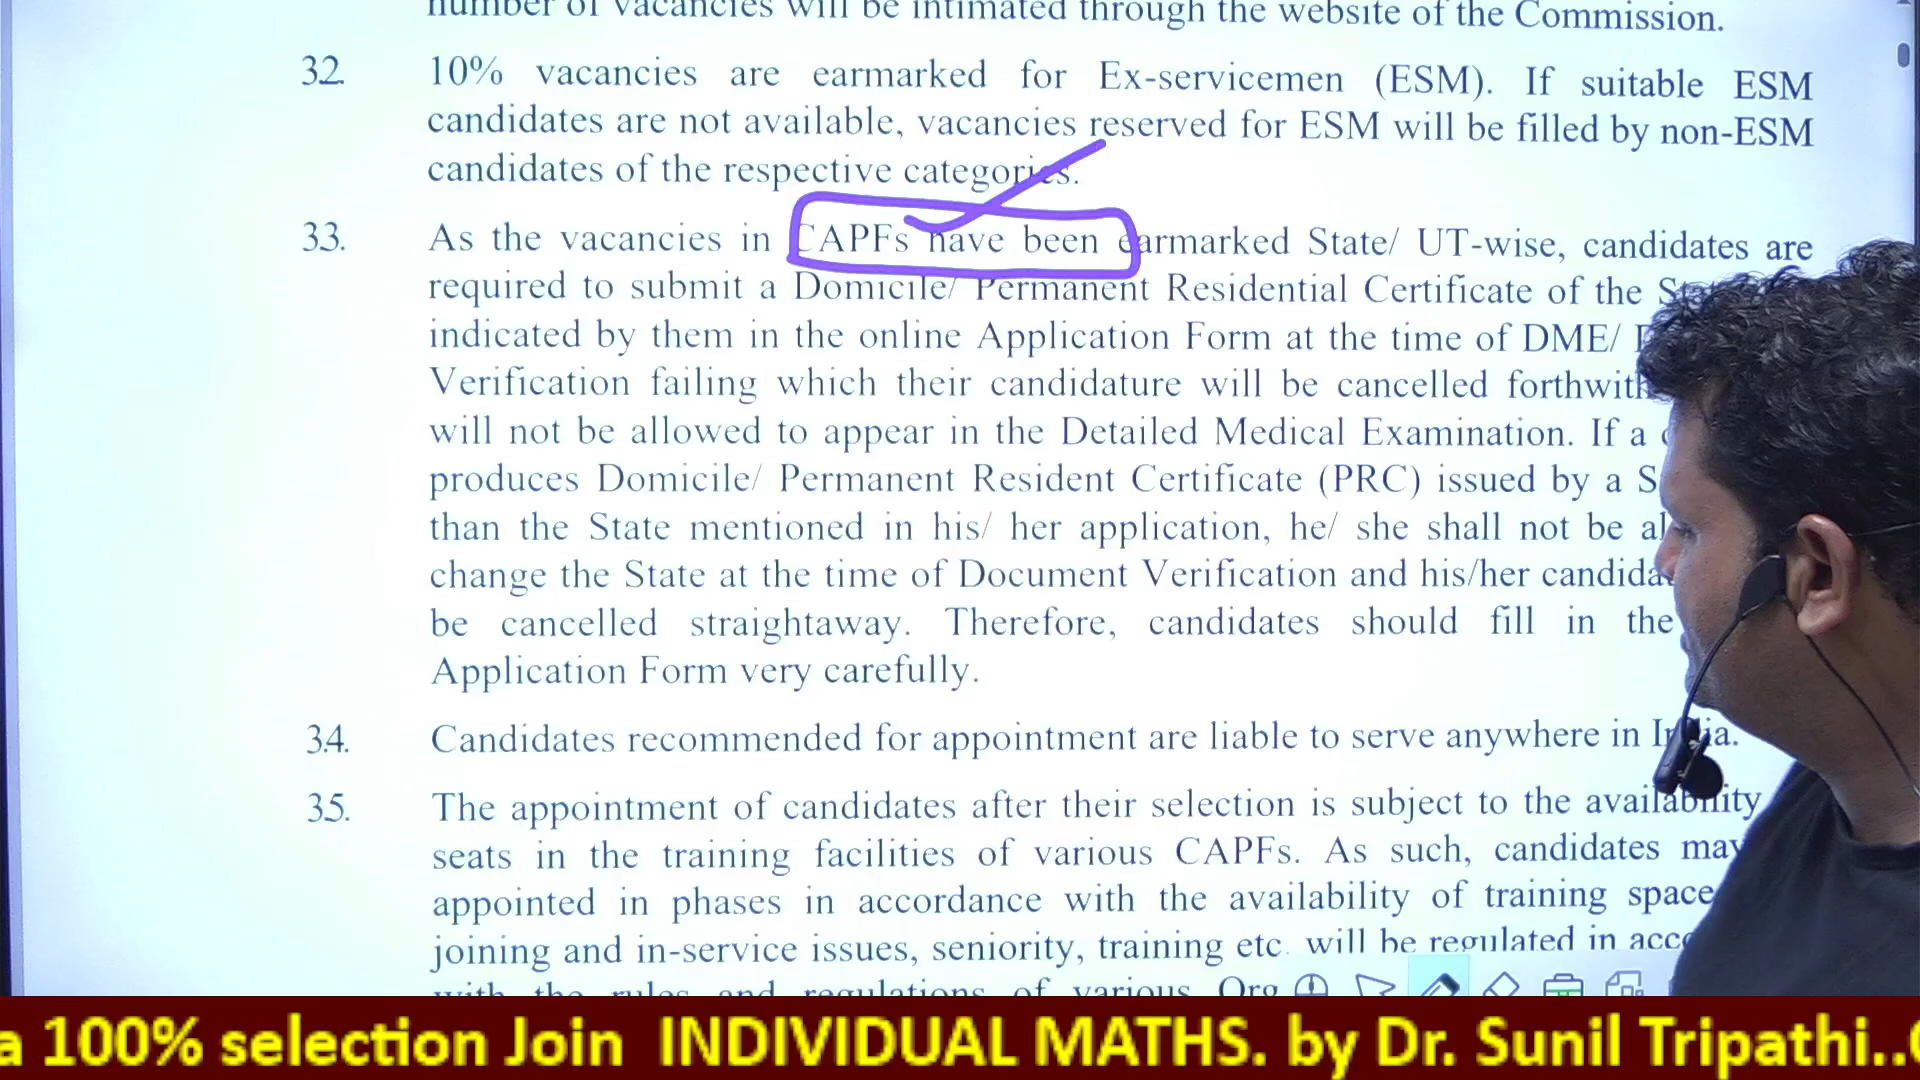 number of vacancies will be intimated through the website of the Commission.
32. 10% vacancies are earmarked for Ex-servicemen (ESM). If suitable ESM
candidates are not available, vacancies reserved for ESM will be filled by non-ESM
candidates of the respective categories.
33. As the vacancies in CAPFs have been earmarked State/ UT-wise, candidates are
required to submit a Domicile/ Permanent Residential Certificate of the
indicated by them in the online Application Form at the time of DME/
Verification failing which their candidature will be cancelled
will not be allowed to appear in the Detailed Medical Examination. If a
produces Domicile/ Permanent Resident Certificate (PRC) issued by a
than the State mentioned in his/ her application, he/ she shall not be
change the State at the time of Document Verification and his/her
be cancelled straightaway. Therefore, candidates should fill in the
Application Form very carefully.
34. Candidates recommended for appointment are liable to serve anywhere in India.
35. The appointment of candidates after their selection is subject to the availability
seats in the training facilities of various CAPFs. As such, candidates may
appointed in phases in accordance with the availability of training space
joining and in-service issues, seniority, training etc. will be regulated in
with the rules and regulations of various
a 100% selection Join INDIVIDUAL MATHS. by Dr. Sunil Tripathi..